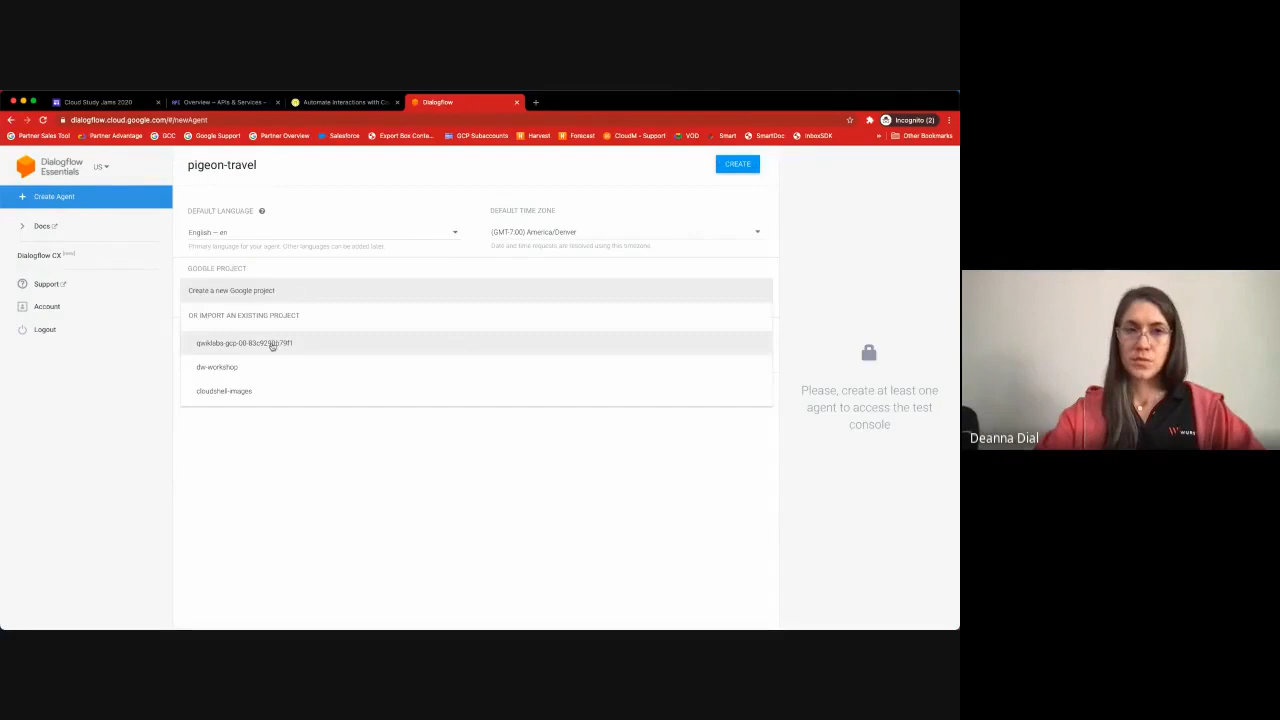 Cloud Study Jams 2020
Overview – APIs & Services -
Automate Interactions with Co
Dialogflow
dialogflow.cloud.google.com/#/newAgent
Incognito (2)
Partner Sales Tool
Partner Advantage
GCC
Google Support
Partner Overview
Salesforce
Export Box Conte...
GCP Subaccounts
Harvest
Forecast
CloudM - Support
VOD
Smart
SmartDoc
InboxSDK
»
Other Bookmarks
Dialogflow
Essentials
US
pigeon-travel
CREATE
+ Create Agent
Docs
Dialogflow CX [new]
Support
Account
Logout
DEFAULT LANGUAGE
DEFAULT TIME ZONE
English – en
(GMT-7:00) America/Denver
Primary language for your agent. Other languages can be added later.
Date and time requests are resolved using this timezone.
GOOGLE PROJECT
Create a new Google project
OR IMPORT AN EXISTING PROJECT
dw-workshop
cloudshell-images
Please, create at least one
agent to access the test
console
Deanna Dial